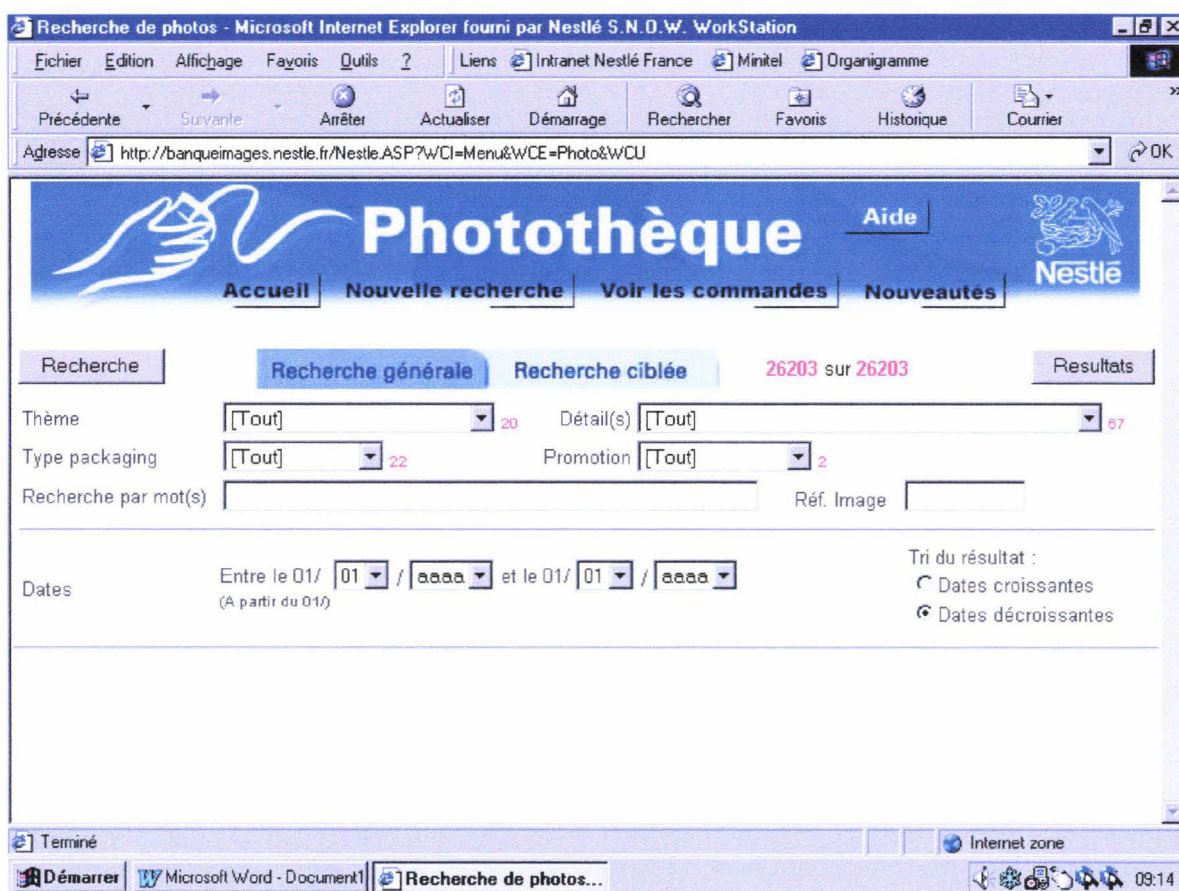 Recherche de photos - Microsoft Internet Explorer fourni par Nestlé S.N.O.W. WorkStation
Fichier Edition Affichage Favoris Outils ? Liens Intranet Nestlé France Minitel Organigramme
Précédente Suivante Arrêter Actualiser Démarrage Rechercher Favoris Historique Courrier »
Adresse http://banqueimages.nestle.fr/Nestle.ASP?WCI=Menu&WCE=Photo&WCU OK
Photothèque Aide
Nestlé
Accueil Nouvelle recherche Voir les commandes Nouveautés
Recherche Recherche générale Recherche ciblée 26203 sur 26203 Resultats
Thème [Tout] 20 Détail(s) [Tout] 67
Type packaging [Tout] 22 Promotion [Tout] 2
Recherche par mot(s) Réf. Image
Tri du résultat :
Dates Entre le 01/ 01 / aaaa et le 01/ 01 / aaaa
Dates croissantes
(A partir du 01/)
Dates décroissantes
Terminé Internet zone
Démarrer Microsoft Word - Document1 Recherche de photos... 09:14